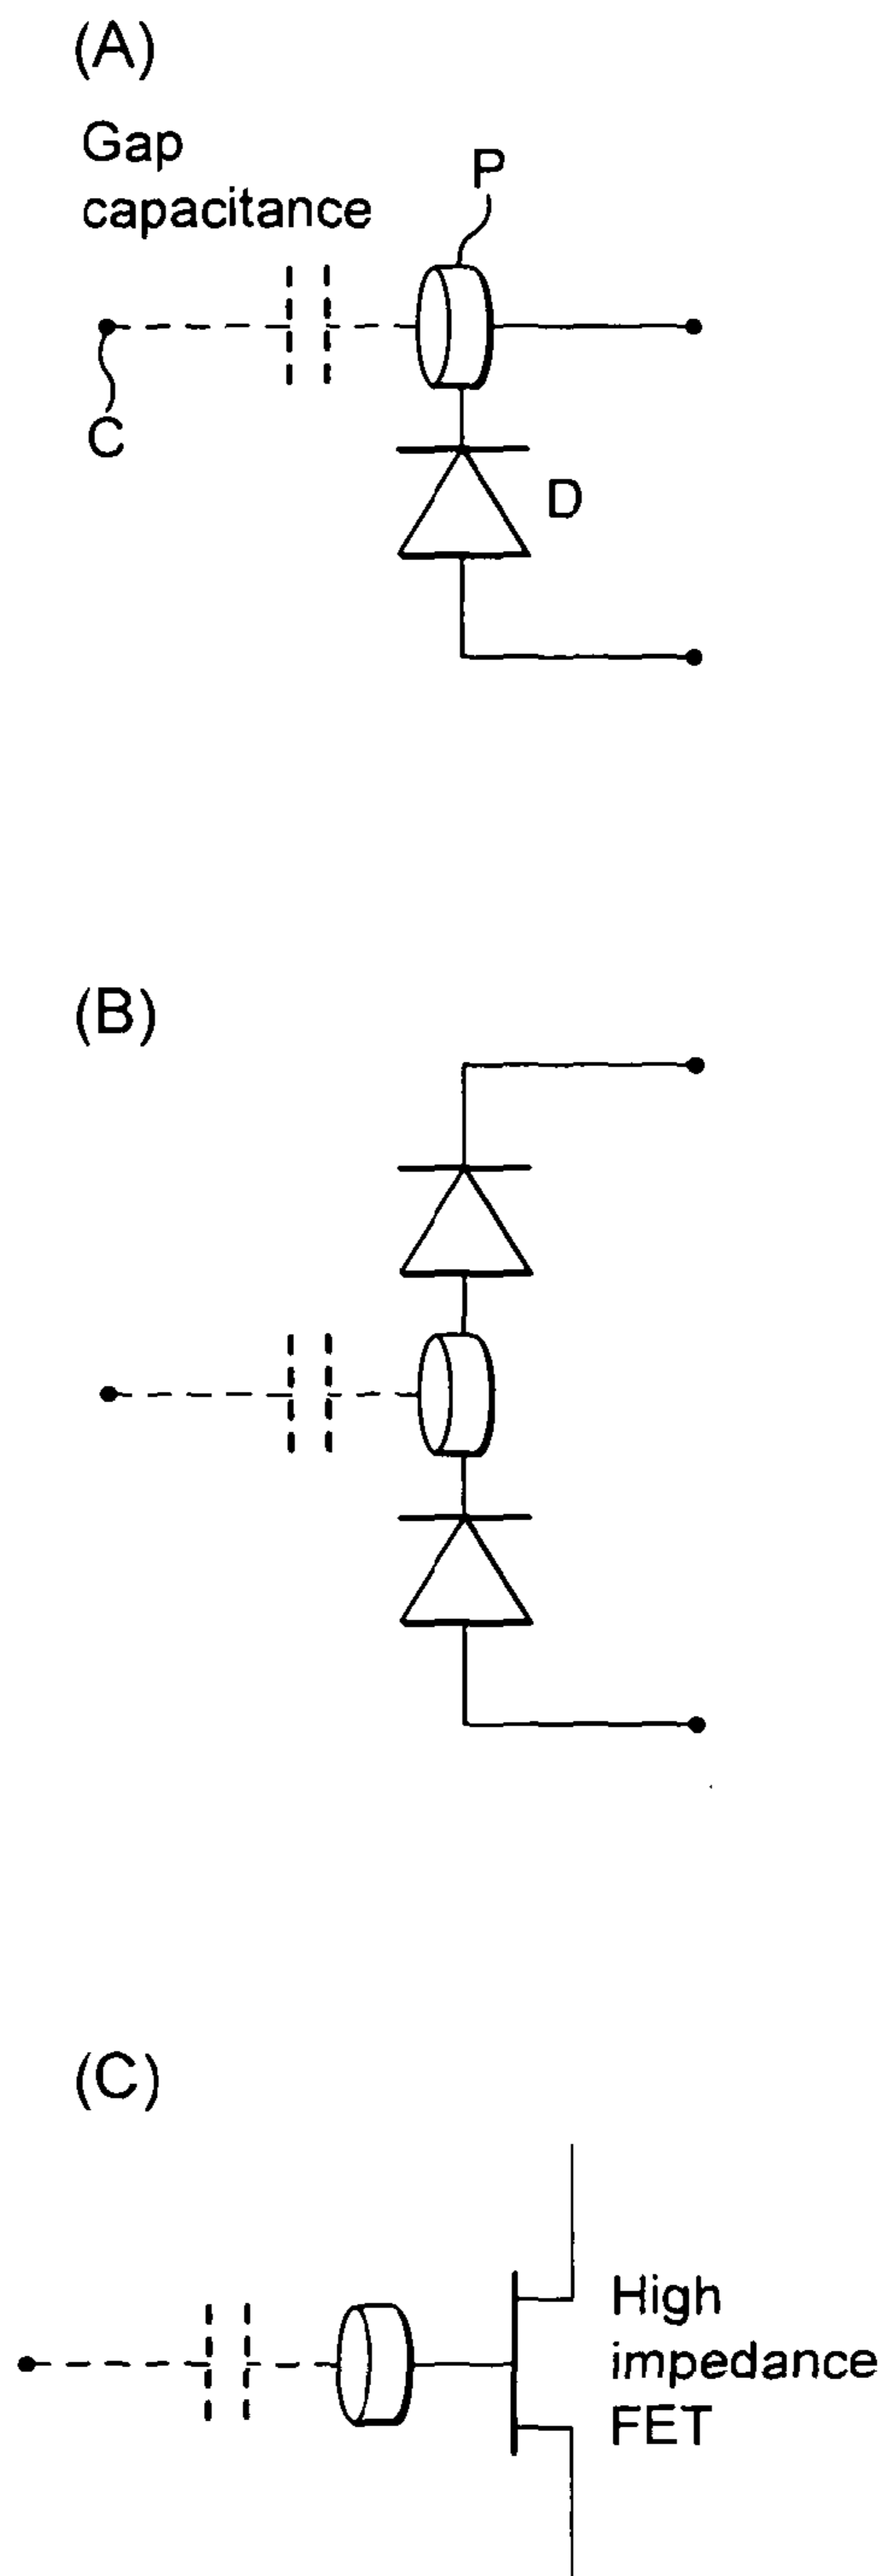 (A)
Gap
capacitance
P
C
D
(B)
(C)
High
impedance
FET